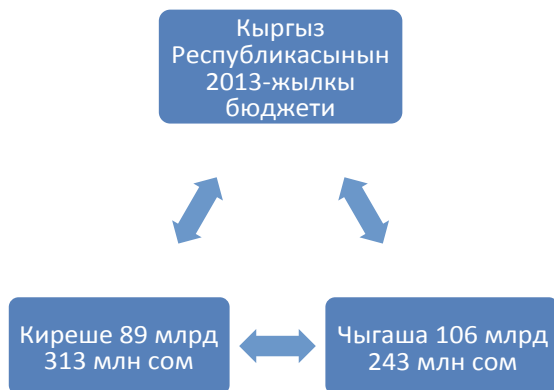 Кыргыз
Республикасынын
2013-жылкы
бюджети
Киреше 89 млрд
313 млн сом
Чыгаша 106 млрд
243 млн сом